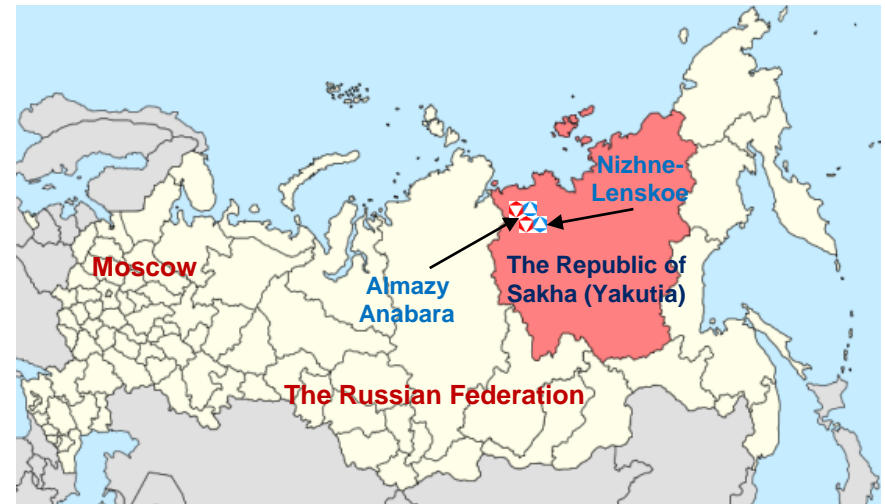 Nizhne-
Lenskoe
Moscow
The Republic of
Sakha (Yakutia)
Almazy
Anabara
The Russian Federation